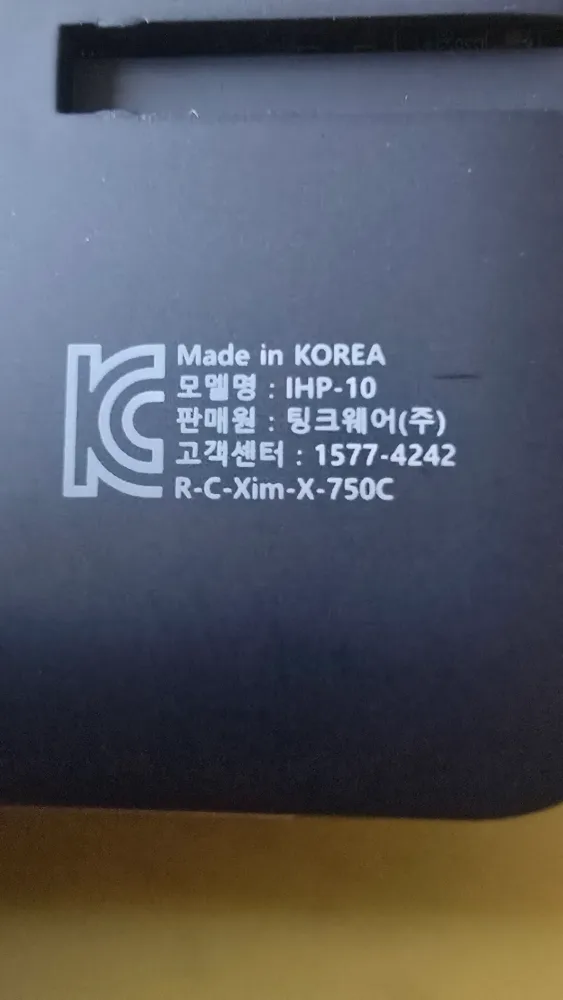 KC
Made in KOREA
모델명 : IHP-10
판매원 : 팅크웨어(주)
고객센터 : 1577-4242
R-C-Xim-X-750C